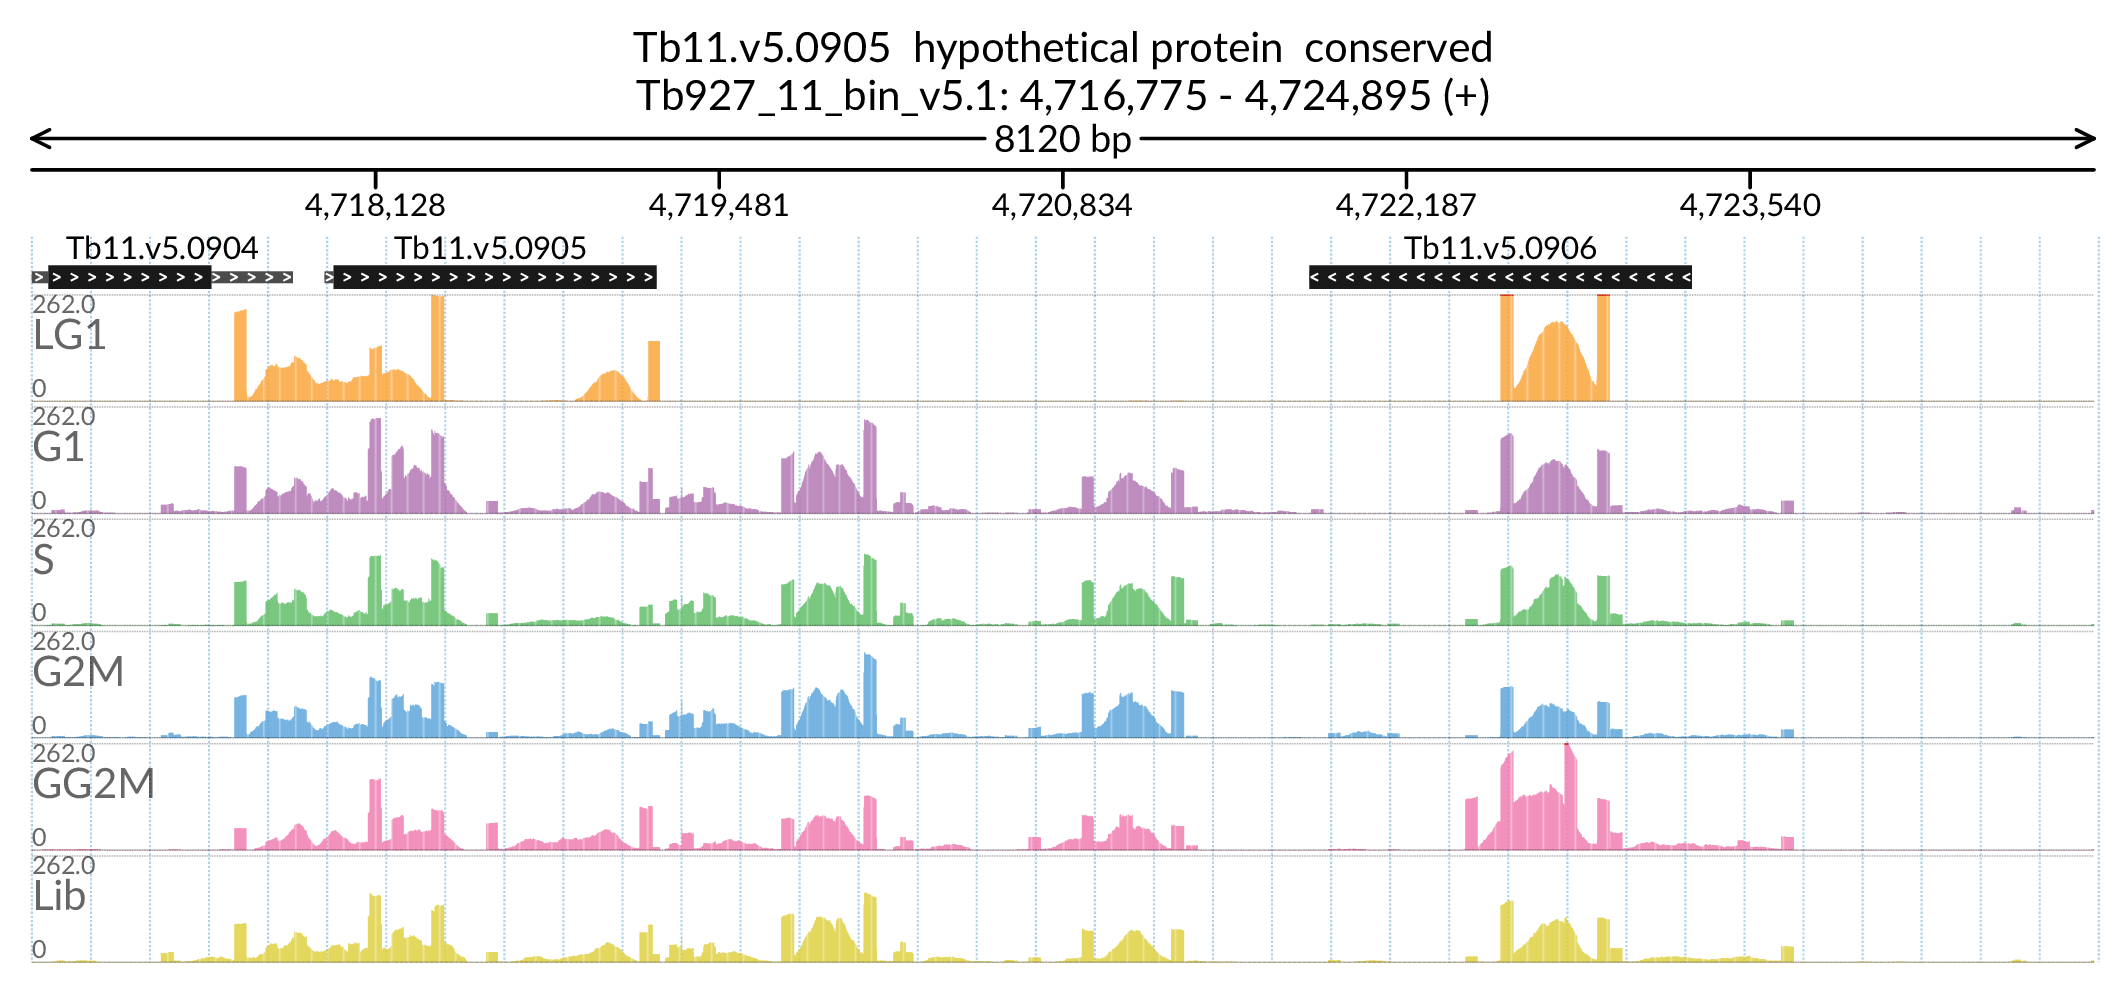 Tb11.v5.0905 hypothetical protein conserved
Tb927_11_bin_v5.1: 4,716,775 - 4,724,895 (+)
8120 bp
4,718,128 4,719,481 4,720,834 4,722,187 4,723,540
Tb11.v5.0904 Tb11.v5.0905 Tb11.v5.0906
262.0
LG1
0
262.0
G1
0
262.0
S
0
262.0
G2M
0
262.0
GG2M
0
262.0
Lib
0